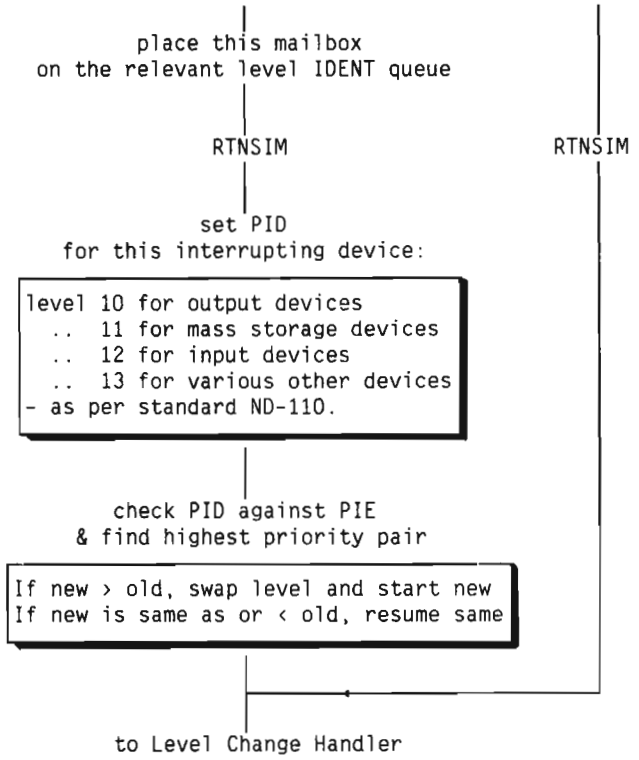 place this mailbox
on the relevant level IDENT queue
RTNSIM
RTNSIM
set PID
for this interrupting device:
level 10 for output devices
.. 11 for mass storage devices
.. 12 for input devices
.. 13 for various other devices
- as per standard ND-110.
check PID against PIE
& find highest priority pair
If new > old, swap level and start new
If new is same as or < old, resume same
to Level Change Handler